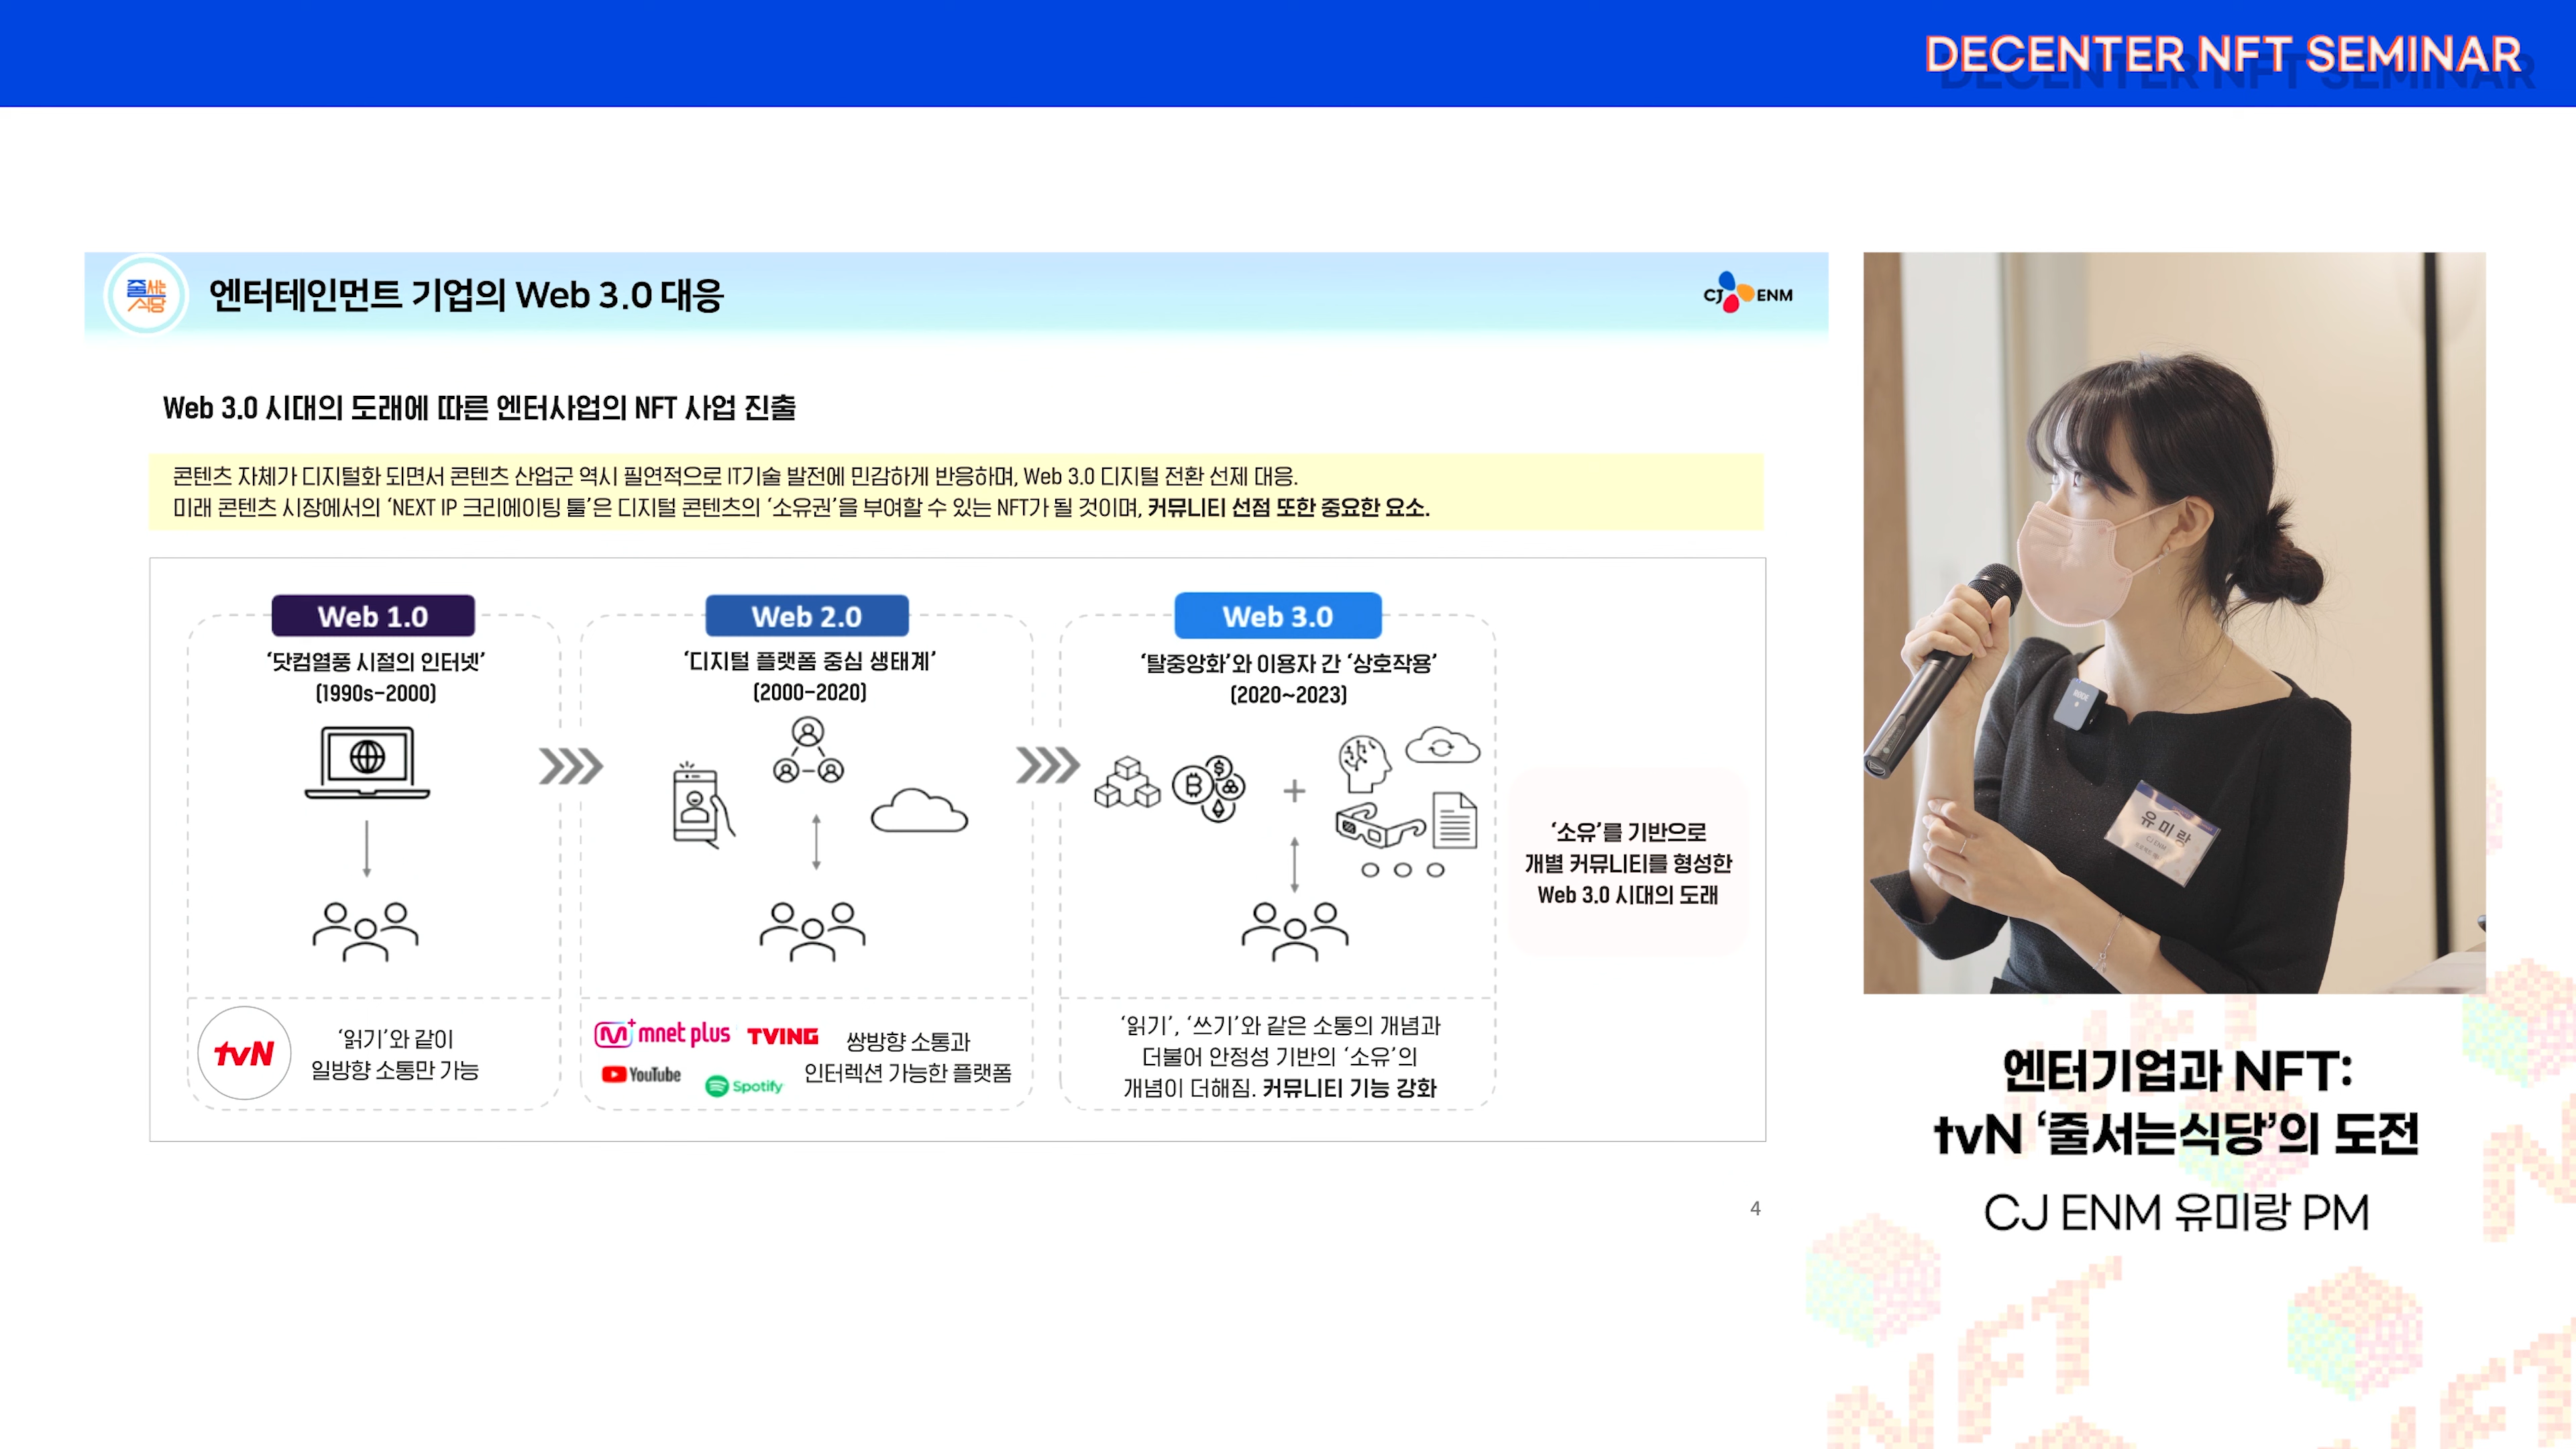 DECENTER NFT SEMINAR
줄서는
식당
엔터테인먼트 기업의 Web 3.0 대응
CJ ENM
Web 3.0 시대의 도래에 따른 엔터사업의 NFT 사업 진출
콘텐츠 자체가 디지털화 되면서 콘텐츠 산업군 역시 필연적으로 IT기술 발전에 민감하게 반응하며, Web 3.0 디지털 전환 선제 대응.
미래 콘텐츠 시장에서의 ‘NEXT IP 크리에이팅 툴’은 디지털 콘텐츠의 ‘소유권’을 부여할 수 있는 NFT가 될 것이며, 커뮤니티 선점 또한 중요한 요소.
Web 1.0
‘닷컴열풍 시절의 인터넷’
(1990s-2000)
tvN
‘읽기’와 같이
일방향 소통만 가능
Web 2.0
‘디지털 플랫폼 중심 생태계’
(2000-2020)
mnet plus
TVING
YouTube
Spotify
쌍방향 소통과
인터렉션 가능한 플랫폼
Web 3.0
‘탈중앙화’와 이용자 간 ‘상호작용’
(2020~2023)
‘읽기’, ‘쓰기’와 같은 소통의 개념과
더불어 안정성 기반의 ‘소유’의
개념이 더해짐. 커뮤니티 기능 강화
‘소유’를 기반으로
개별 커뮤니티를 형성한
Web 3.0 시대의 도래
4
RODE
유미랑
CJ ENM
엔터기업과 NFT:
tvN ‘줄서는식당’의 도전
CJ ENM 유미랑 PM
NFT
NFT